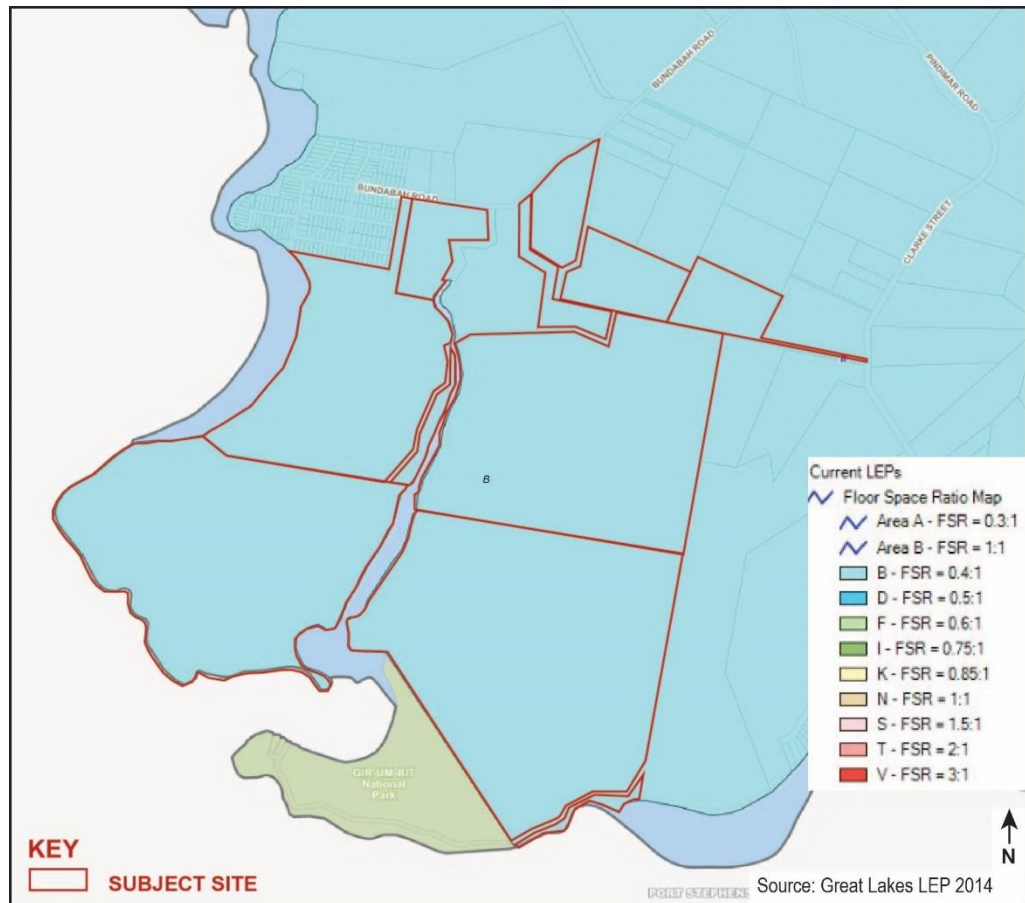 BUNDABAH ROAD
PINDIMAR ROAD
BUNDABAH ROAD
CLARKE STREET
B
B
Current LEPs
Floor Space Ratio Map
Area A - FSR = 0.3:1
Area B - FSR = 1:1
B - FSR = 0.4:1
D - FSR = 0.5:1
F - FSR = 0.6:1
I - FSR = 0.75:1
K - FSR = 0.85:1
N - FSR = 1:1
S - FSR = 1.5:1
T - FSR = 2:1
V - FSR = 3:1
GIR-UM-BIT
National
Park
KEY
SUBJECT SITE
N
PORT STEPHENS
Source: Great Lakes LEP 2014